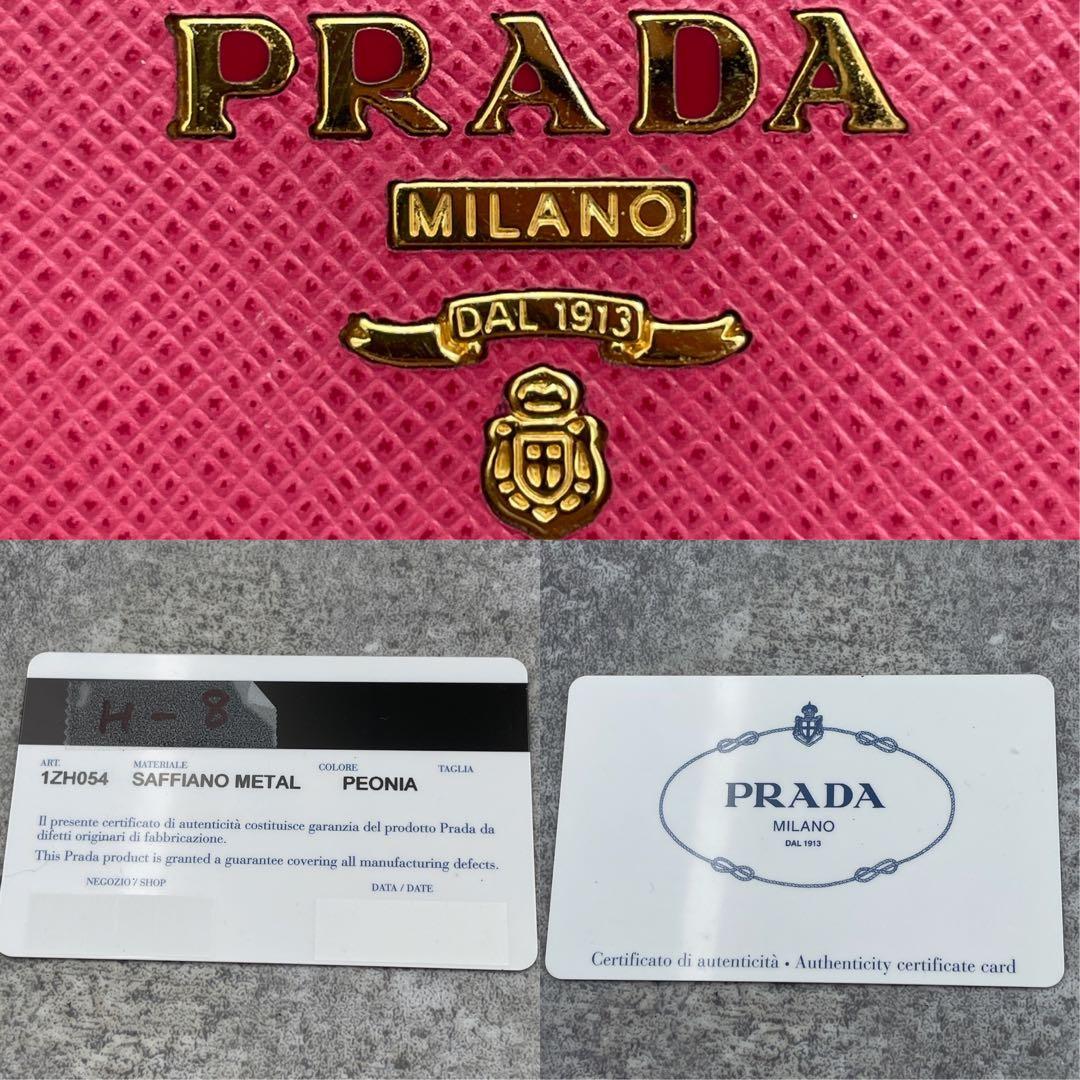 PRADA
MILANO
DAL 1913
H-8
ART. MATERIALE COLORE TAGLIA
1ZH054 SAFFIANO METAL PEONIA
Il presente certificato di autenticità costituisce garanzia del prodotto Prada da
difetti originari di fabbricazione.
This Prada product is granted a guarantee covering all manufacturing defects.
NEGOZIO / SHOP DATA / DATE
PRADA
MILANO
DAL 1913
Certificato di autenticità • Authenticity certificate card